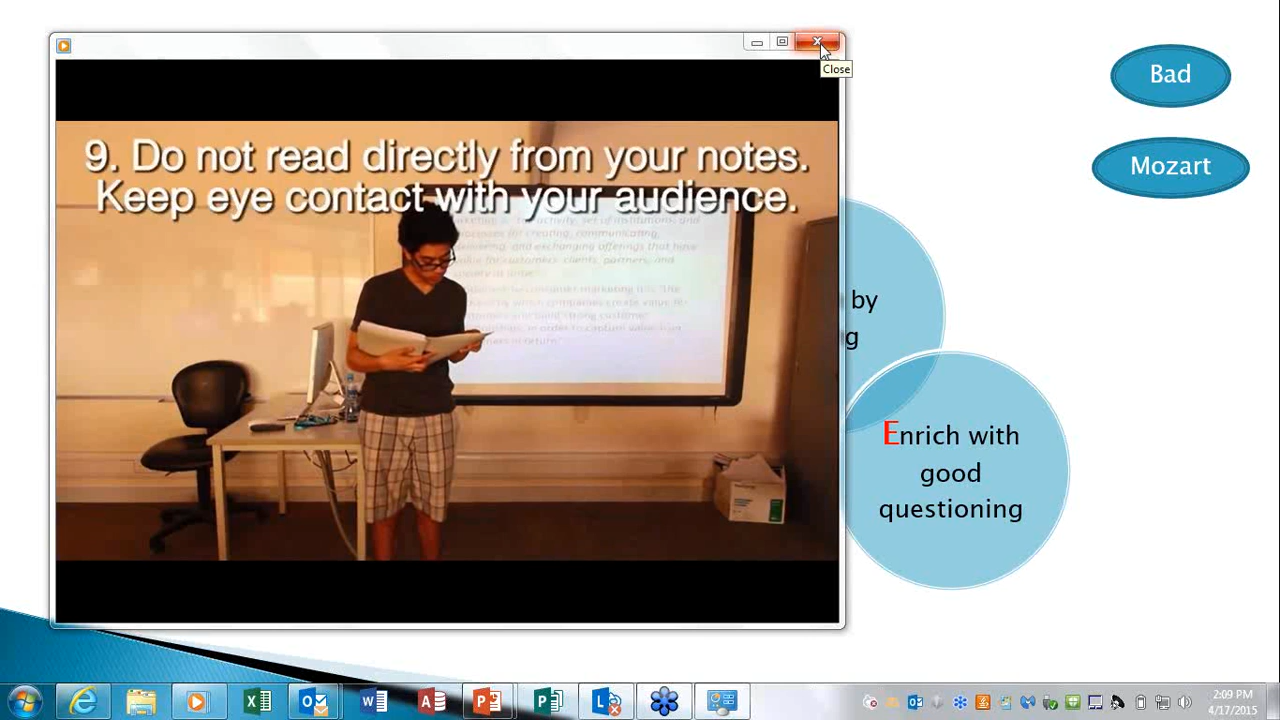 Close
9. Do not read directly from your notes.
Keep eye contact with your audience.
Bad
Mozart
by
g
Enrich with
good
questioning
2:09 PM
4/17/2015